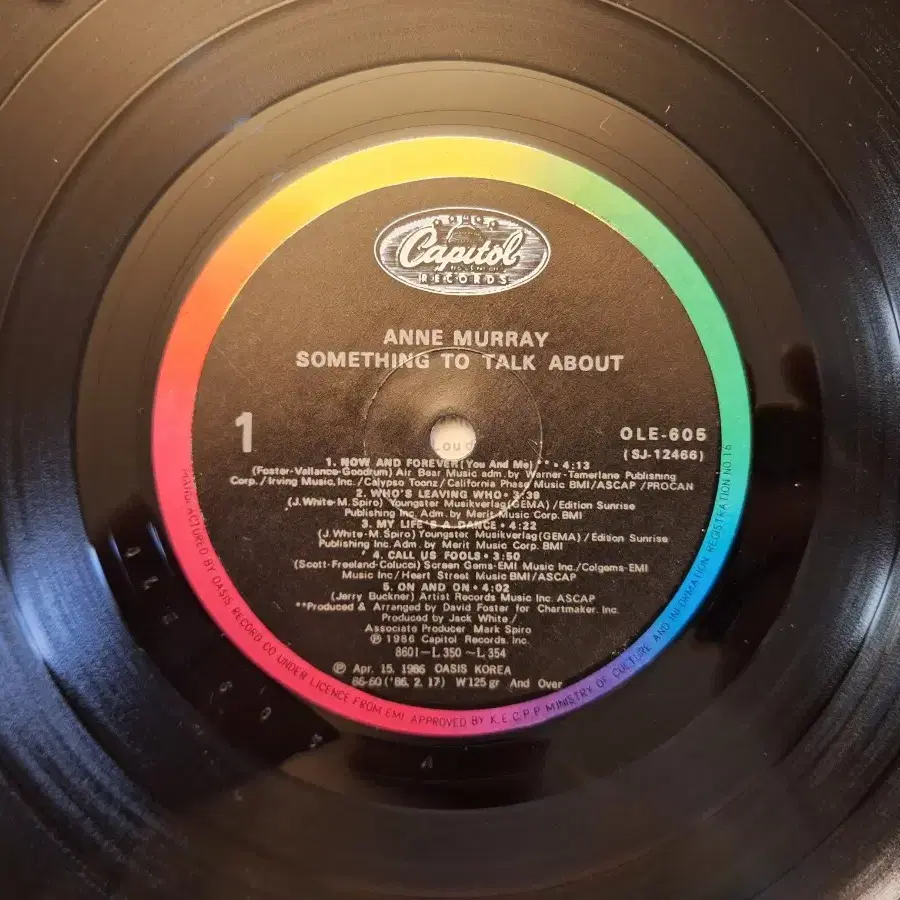 Capitol
RECORDS
ANNE MURRAY
SOMETHING TO TALK ABOUT
1
OLE-605
(SJ-12466)
1. NOW AND FOREVER(You And Me)** • 4:13
(Foster-Vallance-Goodrum) Air Bear Music adm. by Warner-Tamerlane Publishing
Corp./Irving Music, Inc./Calypso Toonz/California Phase Music BMI/ASCAP/PROCAN
2. WHO'S LEAVING WHO • 3:39
(J. White-M. Spiro) Youngster Musikverlag(GEMA)/Edition Sunrise
Publishing Inc. Adm. by Merit Music Corp. BMI
3. MY LIFE'S A DANCE • 4:22
(J. White-M. Spiro) Youngster Musikverlag(GEMA)/Edition Sunrise
Publishing Inc. Adm. by Merit Music Corp. BMI
4. CALL US FOOLS • 3:50
(Scott-Freeland-Colucci) Screen Gems-EMI Music Inc./Colgems-EMI
Music Inc/Heart Street Music BMI/ASCAP
5. ON AND ON • 4:02
(Jerry Buckner) Artist Records Music Inc. ASCAP
**Produced & Arranged by David Foster for Chartmaker, Inc.
Produced by Jack White/
Associate Producer Mark Spiro
Ⓟ 1986 Capitol Records, Inc.
8601-L 350 ~L 354
Ⓟ Apr. 15. 1986 OASIS KOREA
86-60 ('86. 2. 17) W125 gr And Over
MANUFACTURED BY OASIS RECORD CO UNDER LICENCE FROM EMI APPROVED BY K.E.C.P.P MINISTRY OF CULTURE AND INFORMATION REGISTRATION NO.16